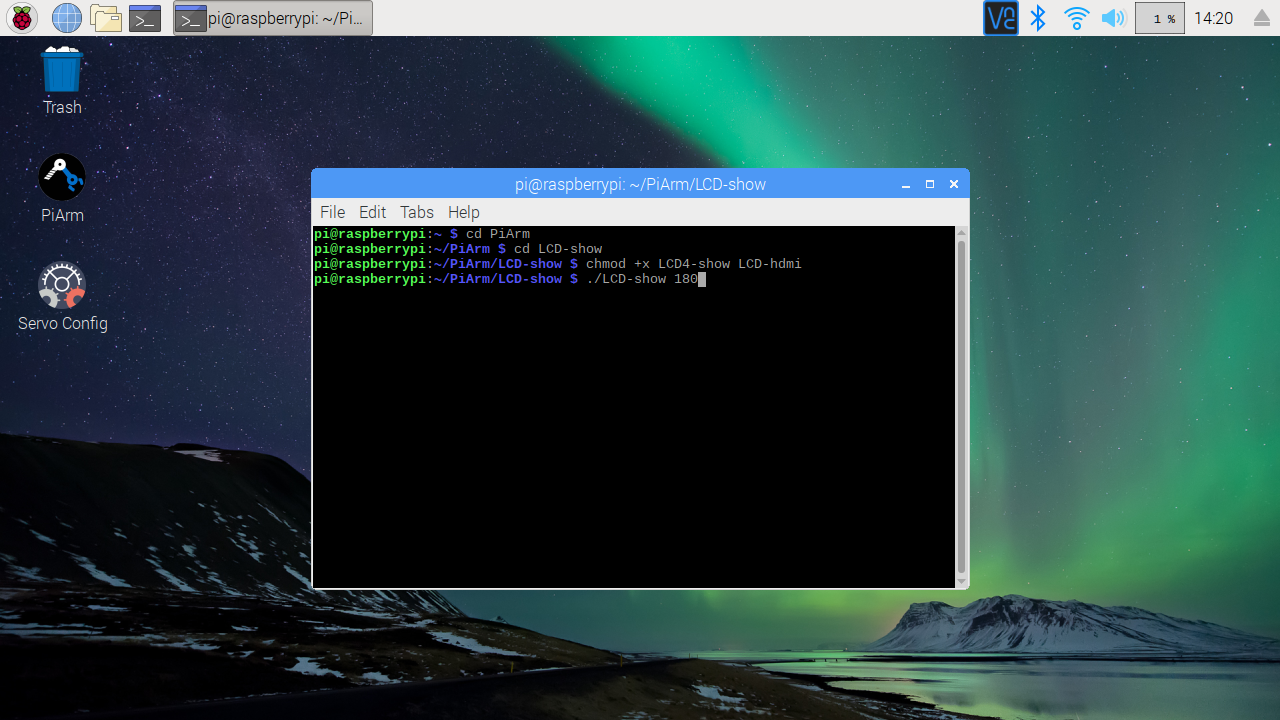 pi@raspberrypi: ~/Pi...
VNC
1 %
14:20
Trash
PiArm
Servo Config
pi@raspberrypi: ~/PiArm/LCD-show
File Edit Tabs Help
pi@raspberrypi:~ $ cd PiArm
pi@raspberrypi:~/PiArm $ cd LCD-show
pi@raspberrypi:~/PiArm/LCD-show $ chmod +x LCD4-show LCD-hdmi
pi@raspberrypi:~/PiArm/LCD-show $ ./LCD-show 180